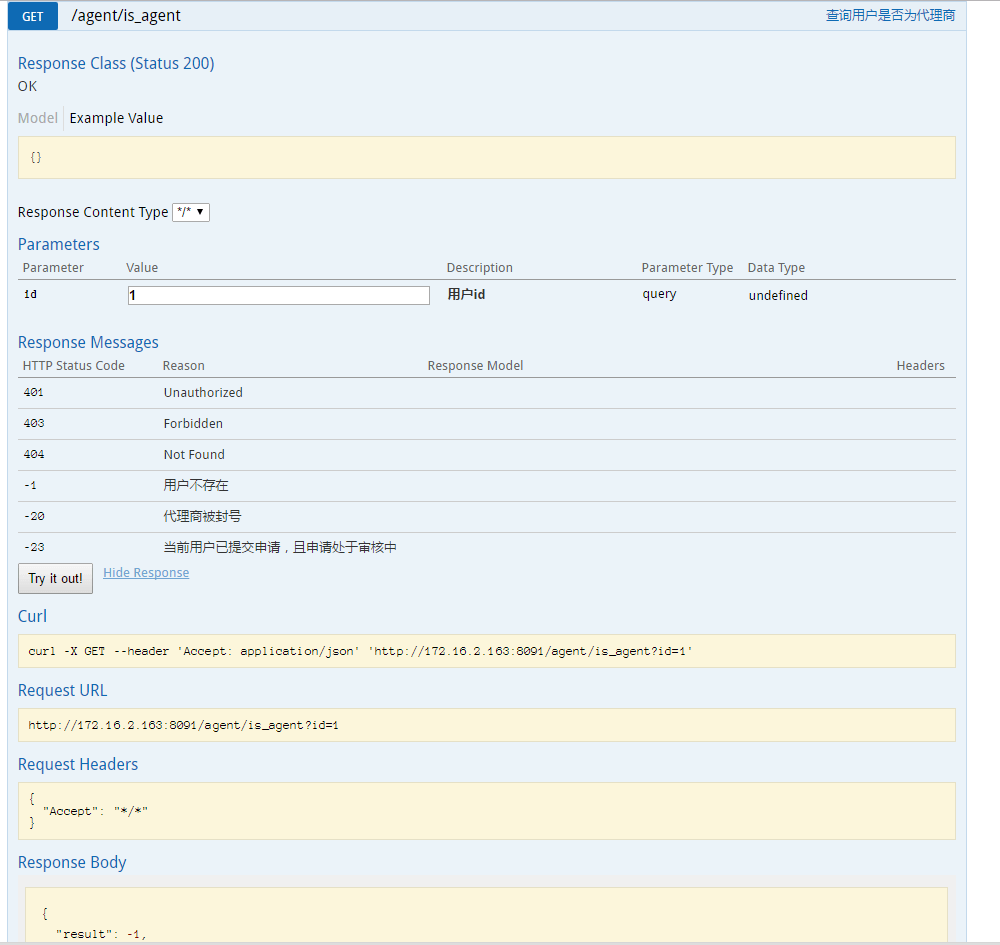 GET /agent/is_agent 查询用户是否为代理商
Response Class (Status 200)
OK
Model Example Value
{}
Response Content Type */*
Parameters
Parameter Value Description Parameter Type Data Type
id 1 用户id query undefined
Response Messages
HTTP Status Code Reason Response Model Headers
401 Unauthorized
403 Forbidden
404 Not Found
-1 用户不存在
-20 代理商被封号
-23 当前用户已提交申请，且申请处于审核中
Try it out! Hide Response
Curl
curl -X GET --header 'Accept: application/json' 'http://172.16.2.163:8091/agent/is_agent?id=1'
Request URL
http://172.16.2.163:8091/agent/is_agent?id=1
Request Headers
{
"Accept": "*/*"
}
Response Body
{
"result": -1,